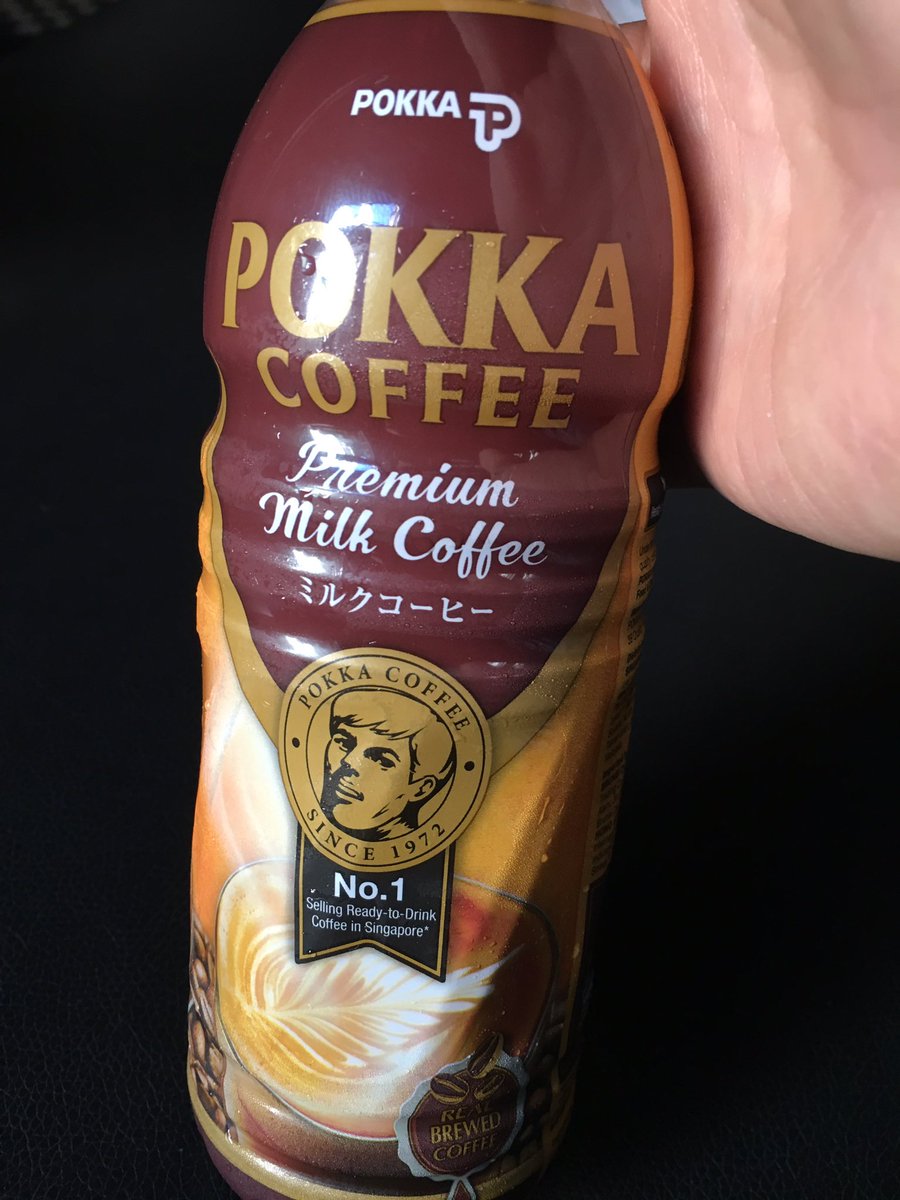 POKKA
POKKA
COFFEE
Premium
Milk Coffee
ミルクコーヒー
POKKA COFFEE
SINCE 1972
No.1
Selling Ready-to-Drink
Coffee in Singapore*
REAL
BREWED
COFFEE